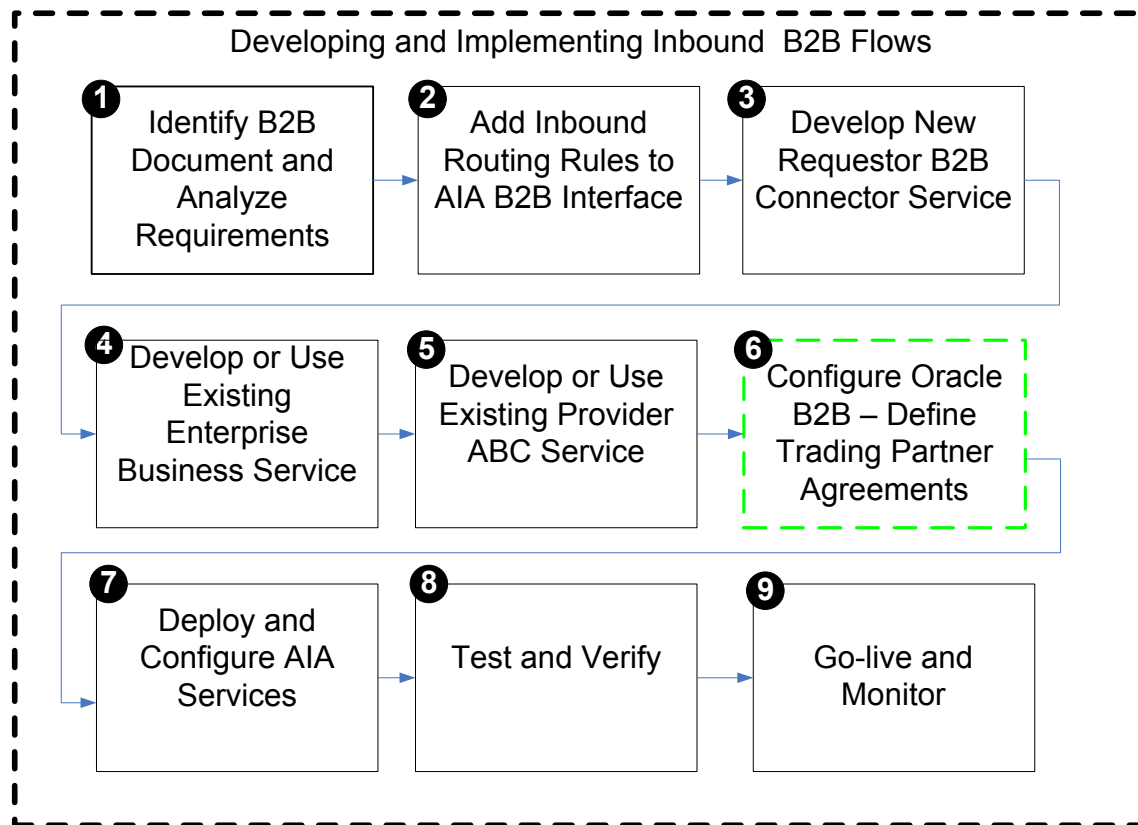 Developing and Implementing Inbound B2B Flows
1
Identify B2B
Document and
Analyze
Requirements
2
Add Inbound
Routing Rules to
AIA B2B Interface
3
Develop New
Requestor B2B
Connector Service
4
Develop or Use
Existing
Enterprise
Business Service
5
Develop or Use
Existing Provider
ABC Service
6
Configure Oracle
B2B – Define
Trading Partner
Agreements
7
Deploy and
Configure AIA
Services
8
Test and Verify
9
Go-live and
Monitor